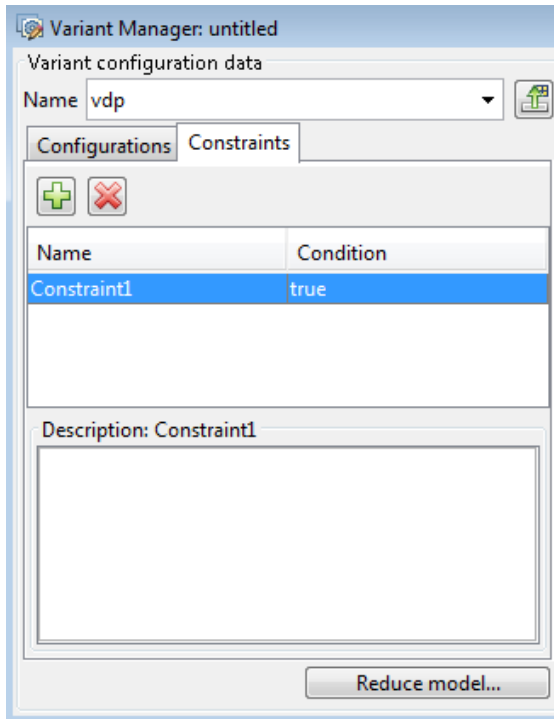 Variant Manager: untitled
Variant configuration data
Name vdp
Configurations Constraints
Name Condition
Constraint1 true
Description: Constraint1
Reduce model...